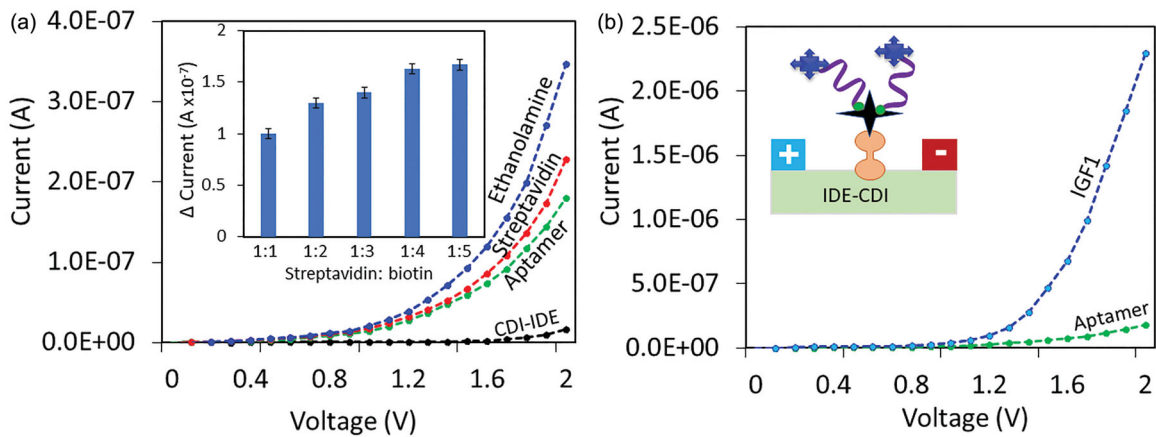 (a)
Current (A)
4.0E-07
3.0E-07
2.0E-07
1.0E-07
0.0E+00
0 0.4 0.8 1.2 1.6 2
Voltage (V)
Δ Current (A x10⁻⁷)
2
1.5
1
0.5
0
1:1 1:2 1:3 1:4 1:5
Streptavidin: biotin
Ethanolamine
Streptavidin
Aptamer
CDI-IDE
(b)
Current (A)
2.5E-06
2.0E-06
1.5E-06
1.0E-06
5.0E-07
0.0E+00
0 0.4 0.8 1.2 1.6 2
Voltage (V)
+
-
IDE-CDI
IGF1
Aptamer